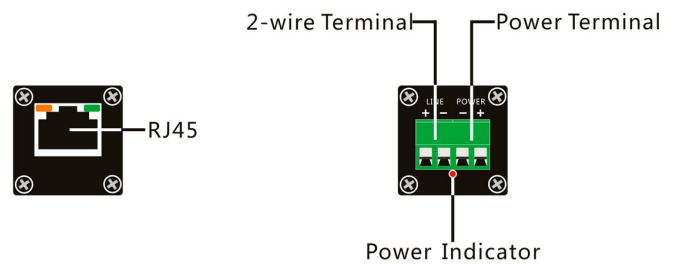 2-wire Terminal
Power Terminal
LINE POWER
+ − − +
RJ45
Power Indicator